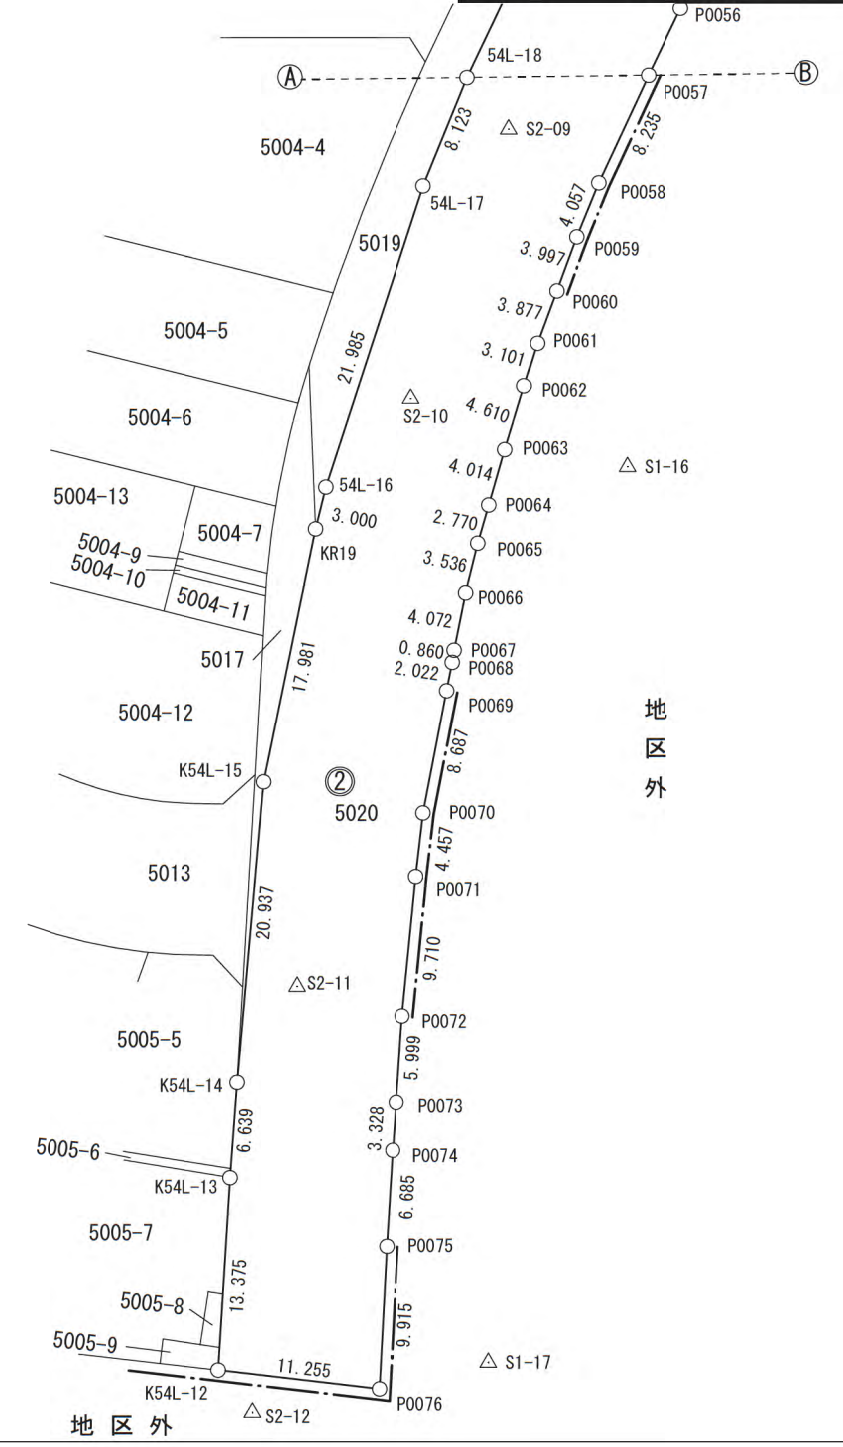 P0056
54L-18
A
B
P0057
8.123
8.235
S2-09
5004-4
P0058
54L-17
4.057
5019
P0059
3.997
P0060
3.877
5004-5
P0061
21.985
3.101
P0062
S2-10
4.610
5004-6
P0063
4.014
S1-16
54L-16
5004-13
P0064
3.000
2.770
5004-7
KR19
P0065
5004-9
3.536
5004-10
P0066
5004-11
4.072
0.860
P0067
5017
17.981
2.022
P0068
P0069
5004-12
地
区
外
8.687
K54L-15
②
5020
P0070
4.457
5013
P0071
20.937
9.710
S2-11
P0072
5005-5
5.999
K54L-14
P0073
6.639
3.328
5005-6
P0074
K54L-13
6.685
5005-7
P0075
13.375
5005-8
9.915
5005-9
11.255
S1-17
K54L-12
P0076
S2-12
地区外